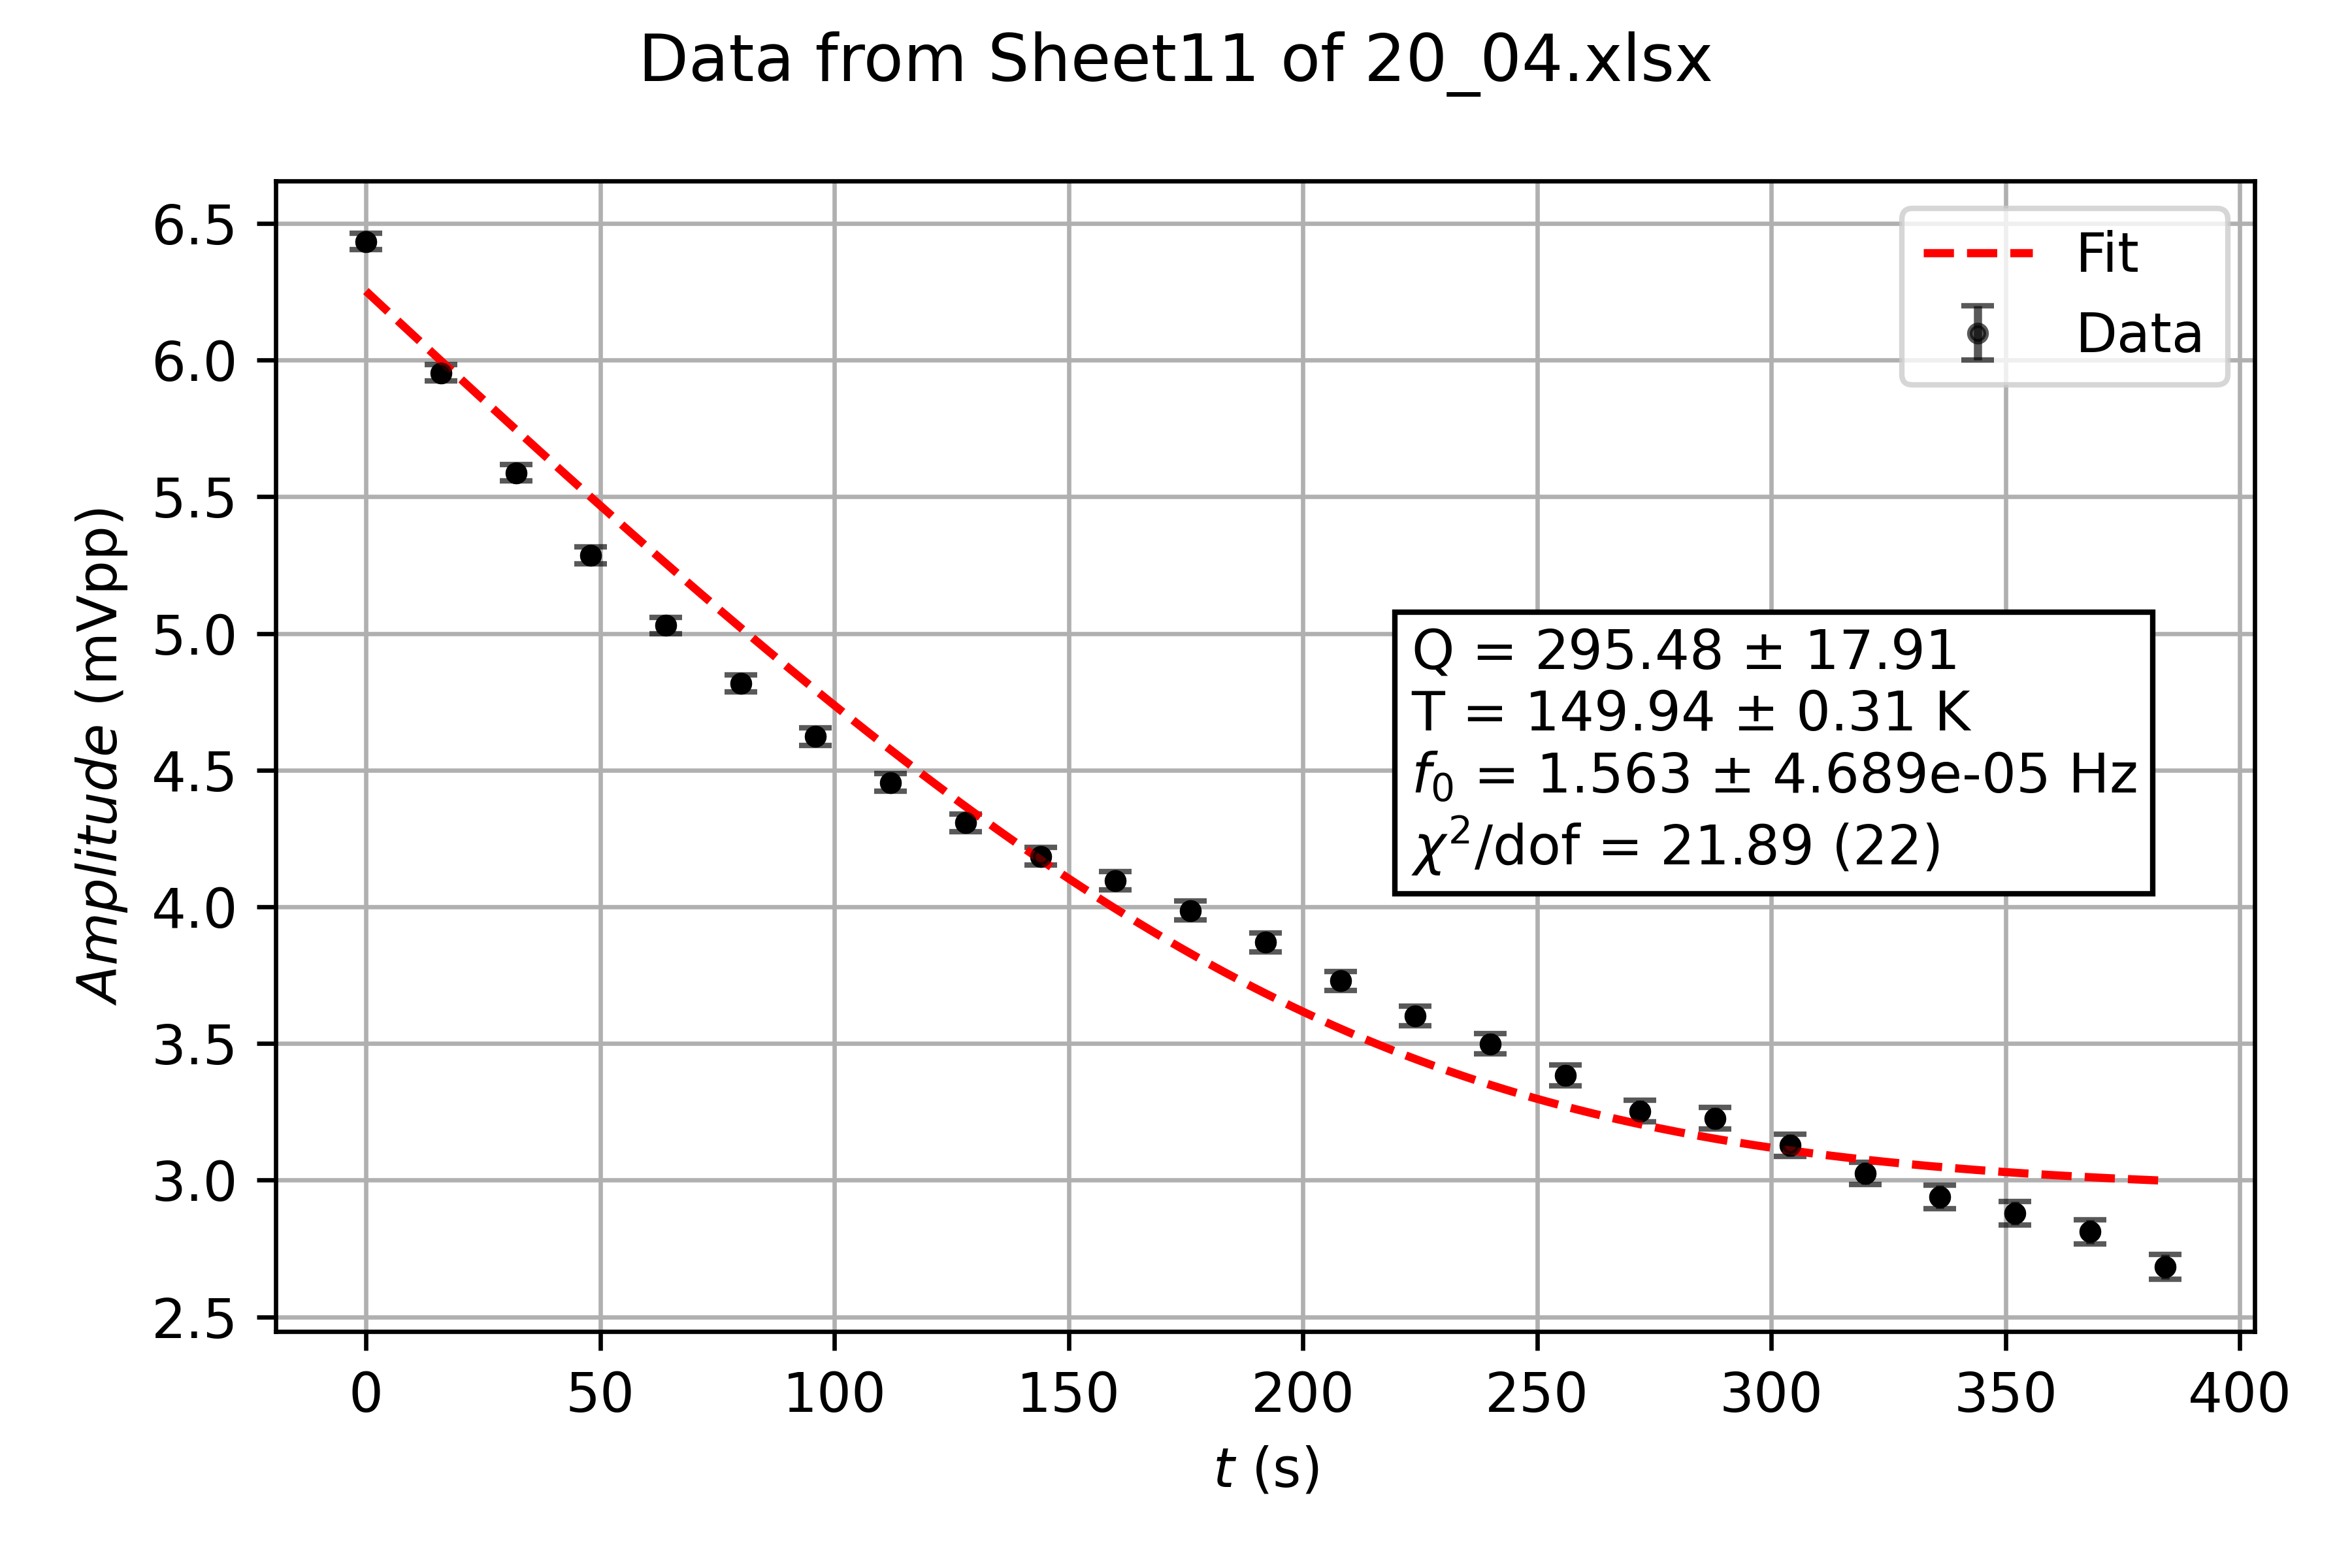 Data from Sheet11 of 20_04.xlsx
6.5
6.0
5.5
5.0
4.5
4.0
3.5
3.0
2.5
Amplitude (mVpp)
Fit
Data
Q = 295.48 ± 17.91
T = 149.94 ± 0.31 K
f₀ = 1.563 ± 4.689e-05 Hz
χ²/dof = 21.89 (22)
0 50 100 150 200 250 300 350 400
t (s)